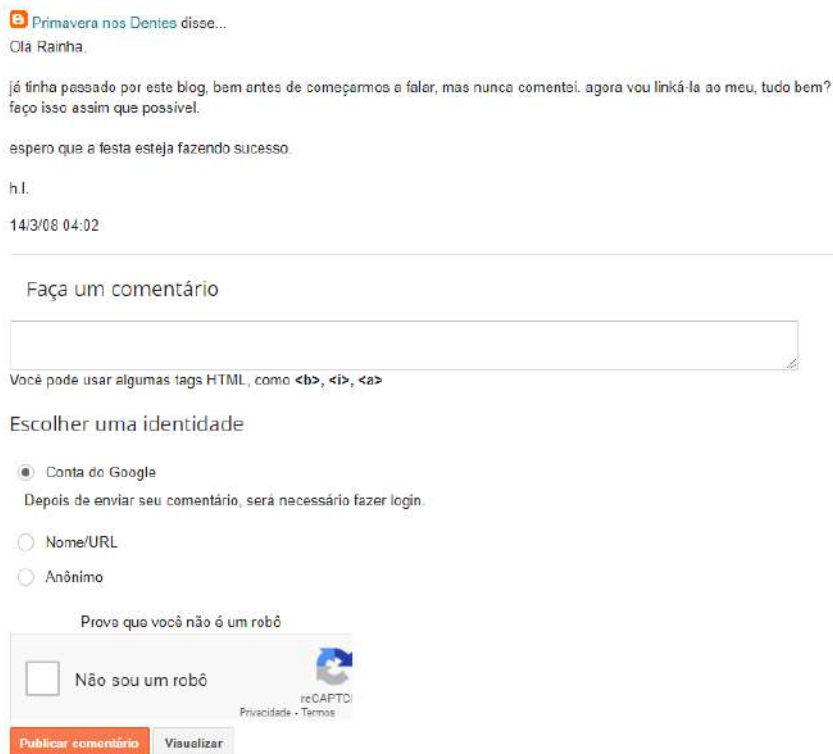 Primavera nos Dentes disse...
Olá Rainha,
já tinha passado por este blog, bem antes de começarmos a falar, mas nunca comentei. agora vou linká-la ao meu, tudo bem?
faço isso assim que possível.
espero que a festa esteja fazendo sucesso.
h.l.
14/3/08 04:02
Faça um comentário
Você pode usar algumas tags HTML, como <b>, <i>, <a>
Escolher uma identidade
Conta do Google
Depois de enviar seu comentário, será necessário fazer login.
Nome/URL
Anônimo
Prove que você não é um robô
Não sou um robô
reCAPTC
Privacidade - Termos
Publicar comentário Visualizar